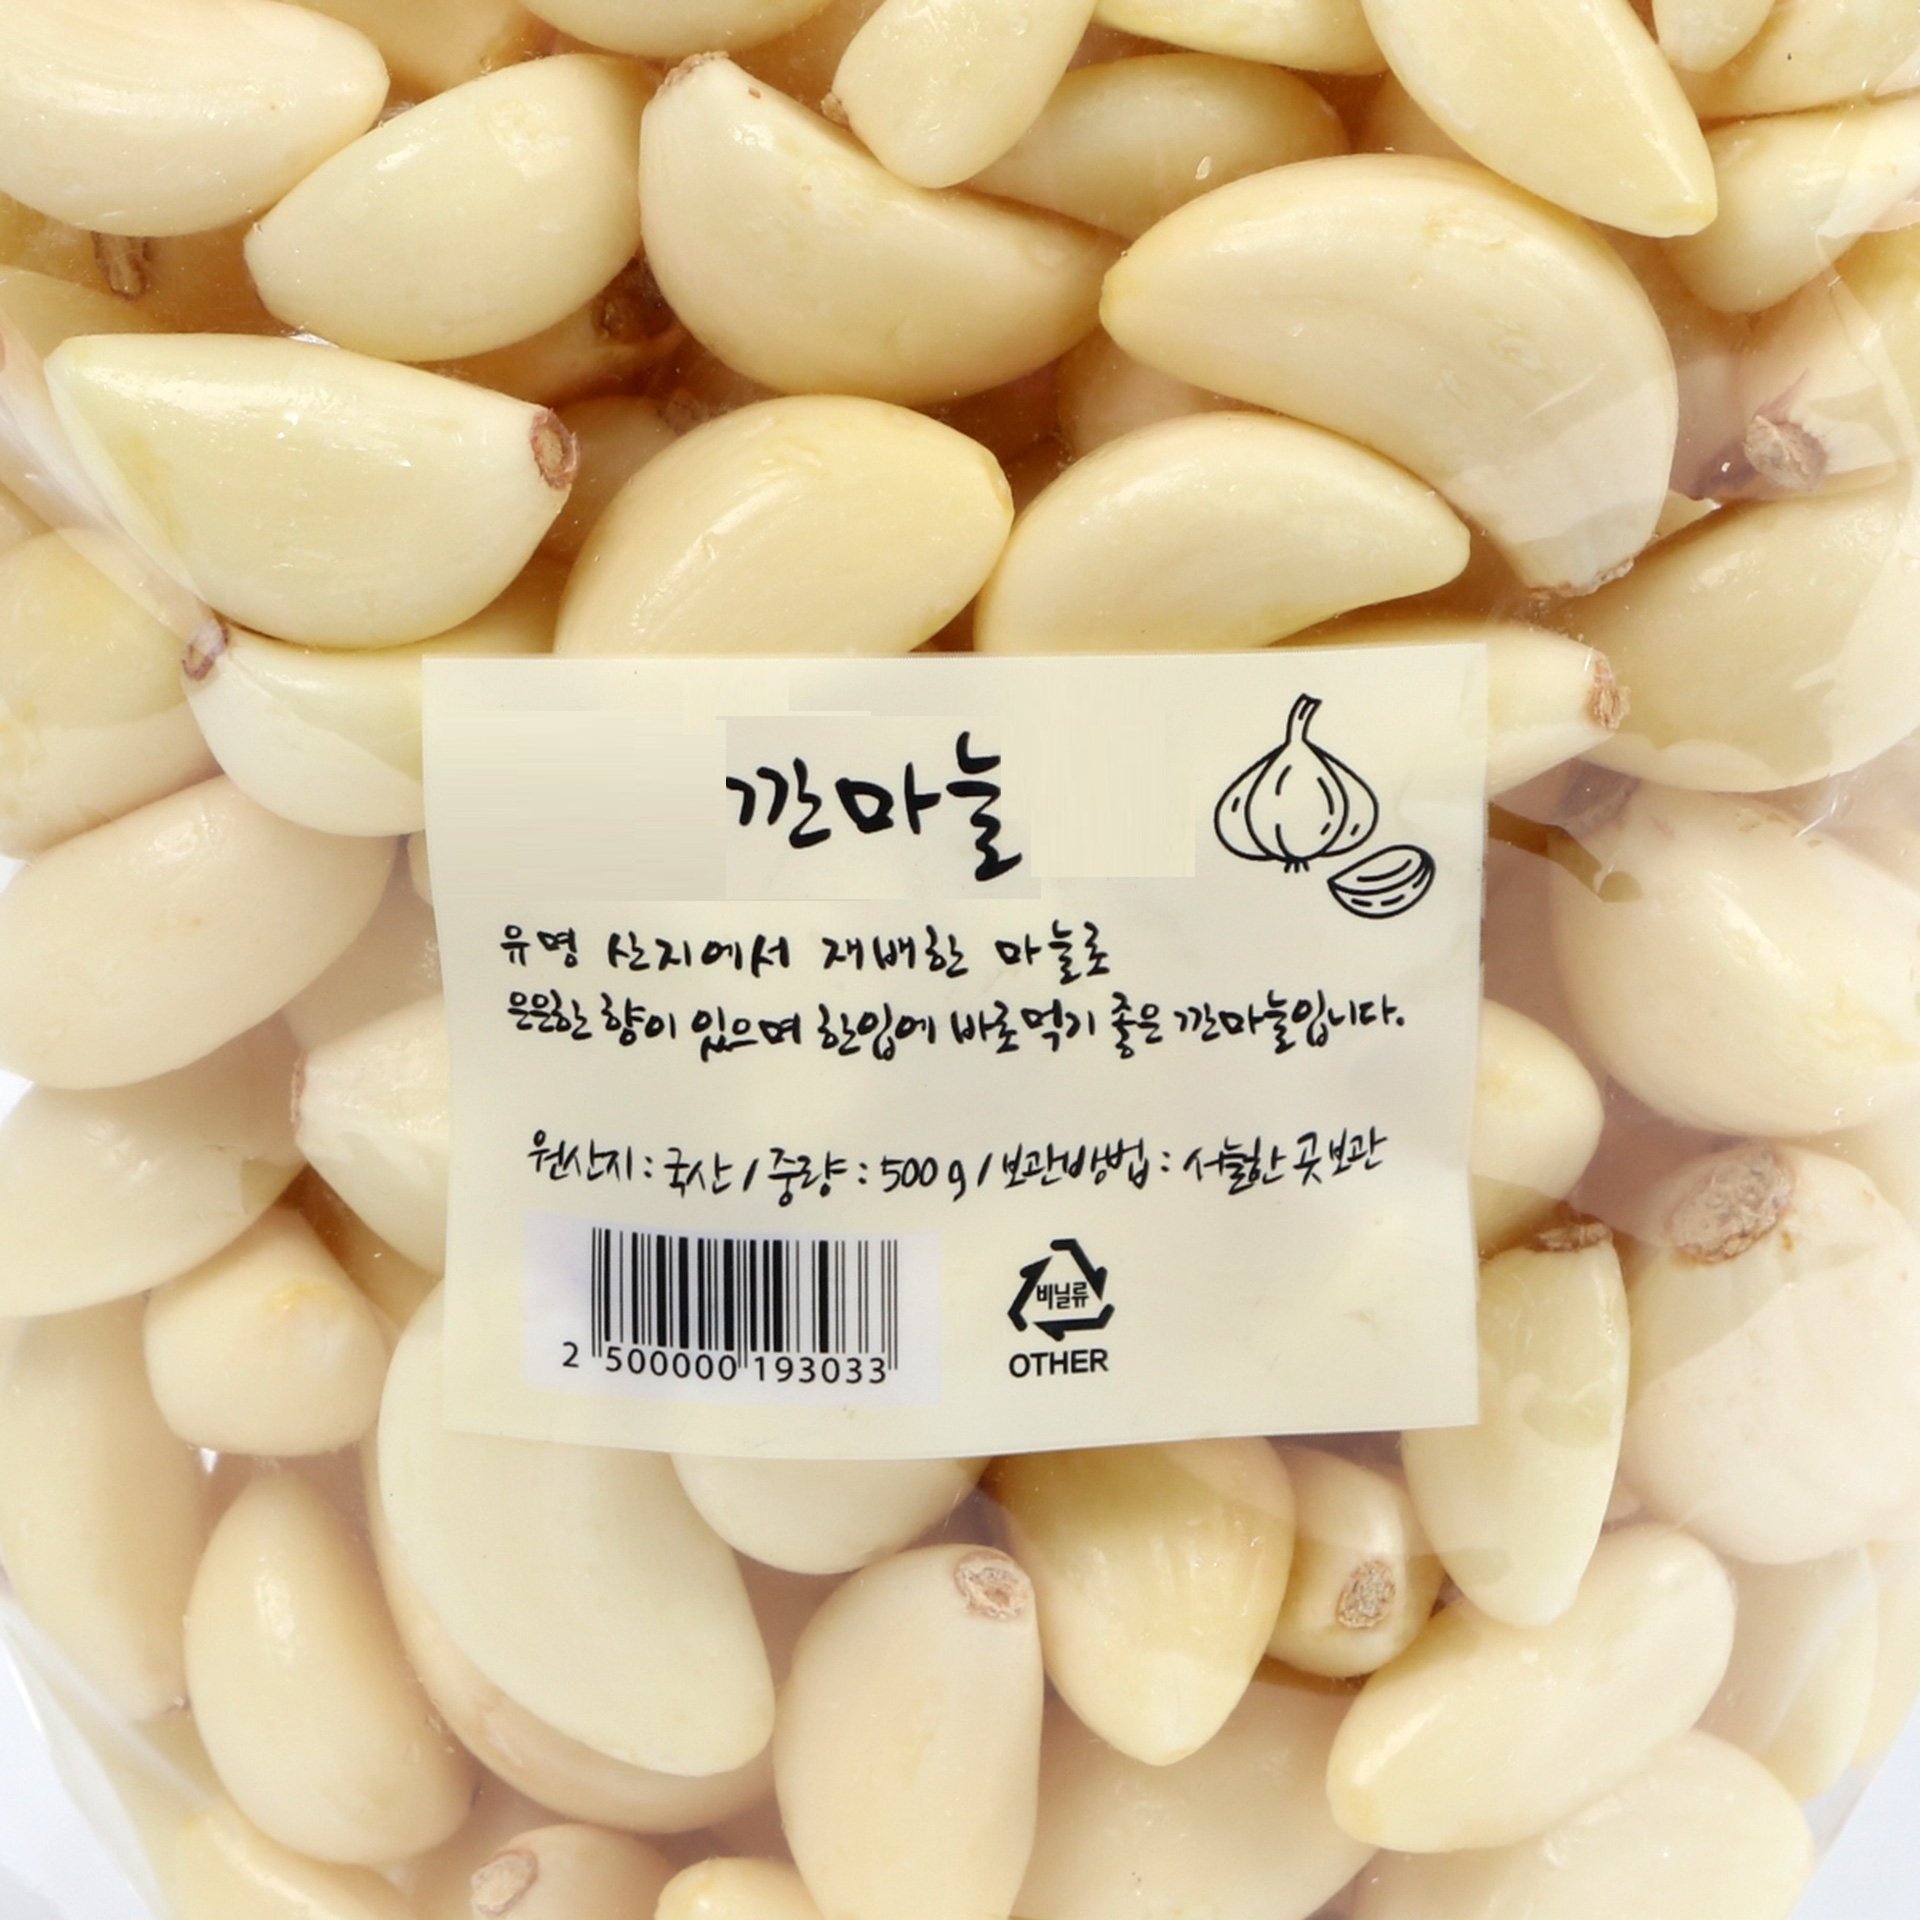 깐마늘
유명 산지에서 재배한 마늘로
은은한 향이 있으며 한입에 바로먹기 좋은 깐마늘입니다.
원산지 : 국산 / 중량 : 500g / 보관방법 : 서늘한 곳 보관
2 500000 193033
비닐류
OTHER